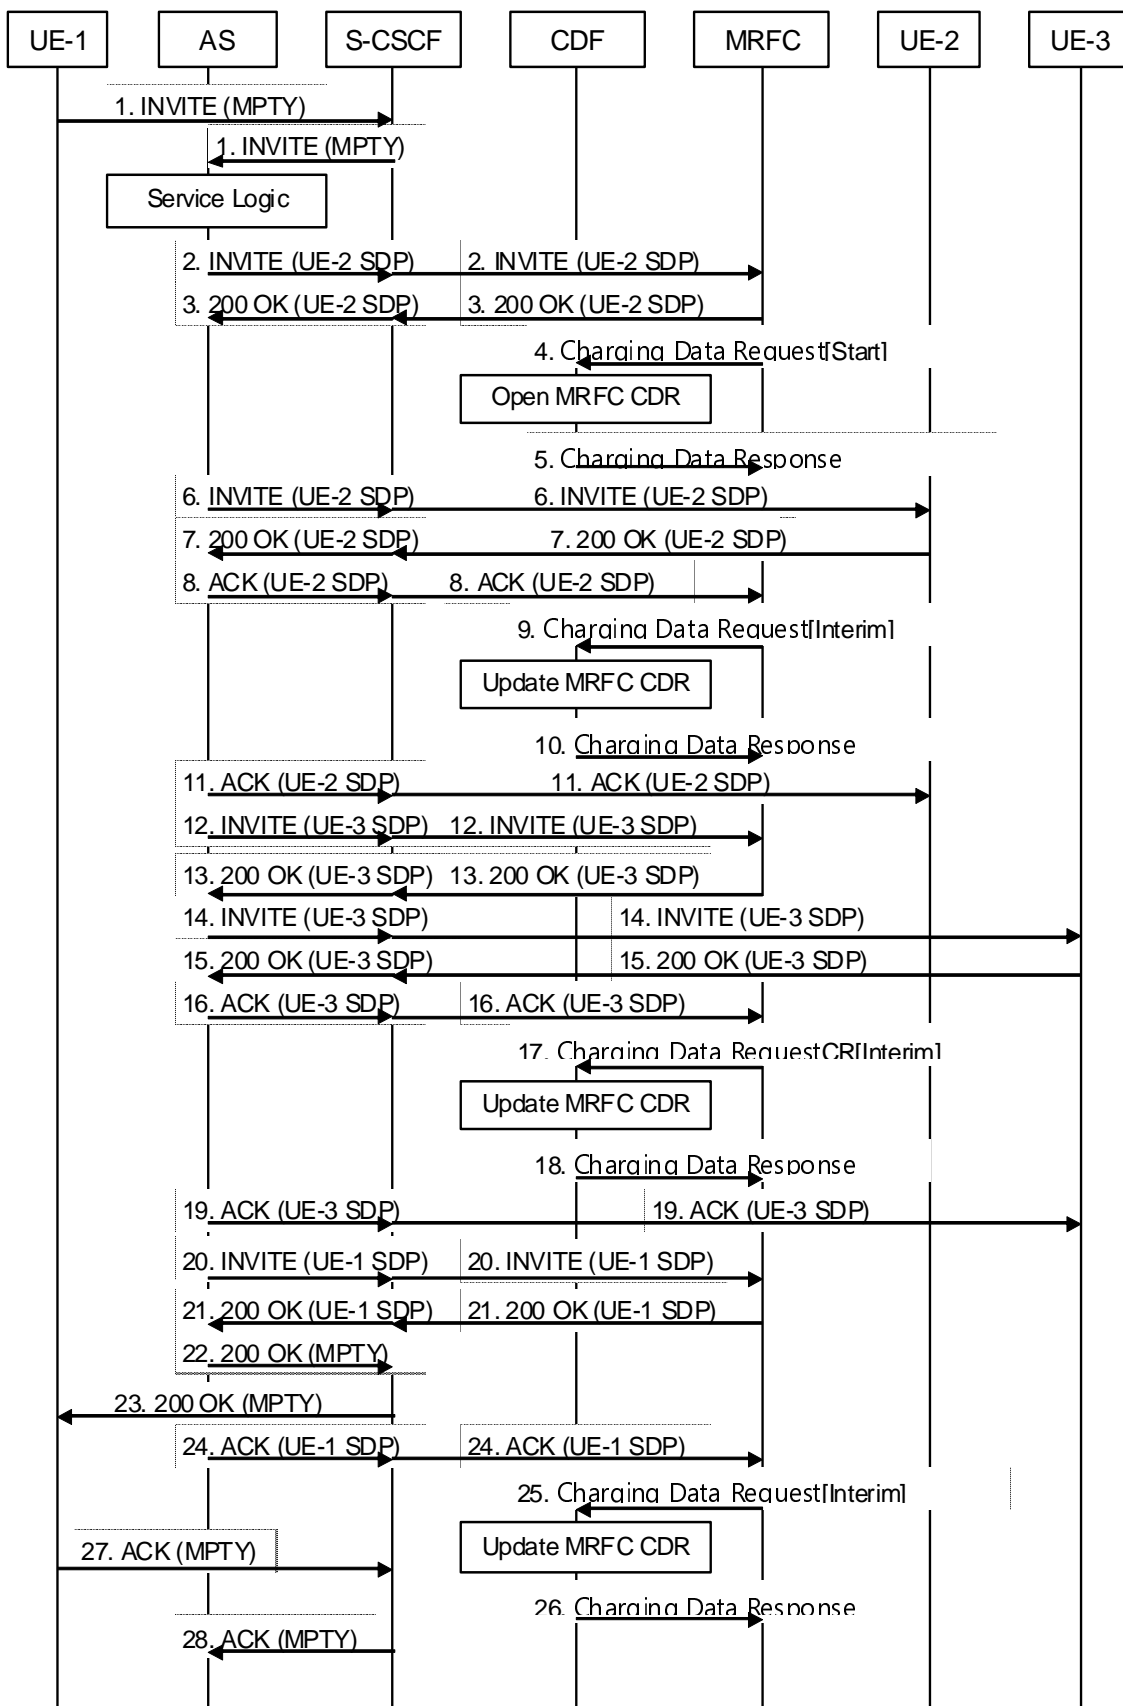 UE-1 AS S-CSCF CDF MRFC UE-2 UE-3
1. INVITE (MPTY)
1. INVITE (MPTY)
Service Logic
2. INVITE (UE-2 SDP) 2. INVITE (UE-2 SDP)
3. 200 OK (UE-2 SDP) 3. 200 OK (UE-2 SDP)
4. Charging Data Request[Start]
Open MRFC CDR
5. Charging Data Response
6. INVITE (UE-2 SDP) 6. INVITE (UE-2 SDP)
7. 200 OK (UE-2 SDP) 7. 200 OK (UE-2 SDP)
8. ACK (UE-2 SDP) 8. ACK (UE-2 SDP)
9. Charging Data Request[Interim]
Update MRFC CDR
10. Charging Data Response
11. ACK (UE-2 SDP) 11. ACK (UE-2 SDP)
12. INVITE (UE-3 SDP) 12. INVITE (UE-3 SDP)
13. 200 OK (UE-3 SDP) 13. 200 OK (UE-3 SDP)
14. INVITE (UE-3 SDP) 14. INVITE (UE-3 SDP)
15. 200 OK (UE-3 SDP) 15. 200 OK (UE-3 SDP)
16. ACK (UE-3 SDP) 16. ACK (UE-3 SDP)
17. Charging Data RequestCR[Interim]
Update MRFC CDR
18. Charging Data Response
19. ACK (UE-3 SDP) 19. ACK (UE-3 SDP)
20. INVITE (UE-1 SDP) 20. INVITE (UE-1 SDP)
21. 200 OK (UE-1 SDP) 21. 200 OK (UE-1 SDP)
22. 200 OK (MPTY)
23. 200 OK (MPTY)
24. ACK (UE-1 SDP) 24. ACK (UE-1 SDP)
25. Charging Data Request[Interim]
Update MRFC CDR
27. ACK (MPTY)
26. Charging Data Response
28. ACK (MPTY)